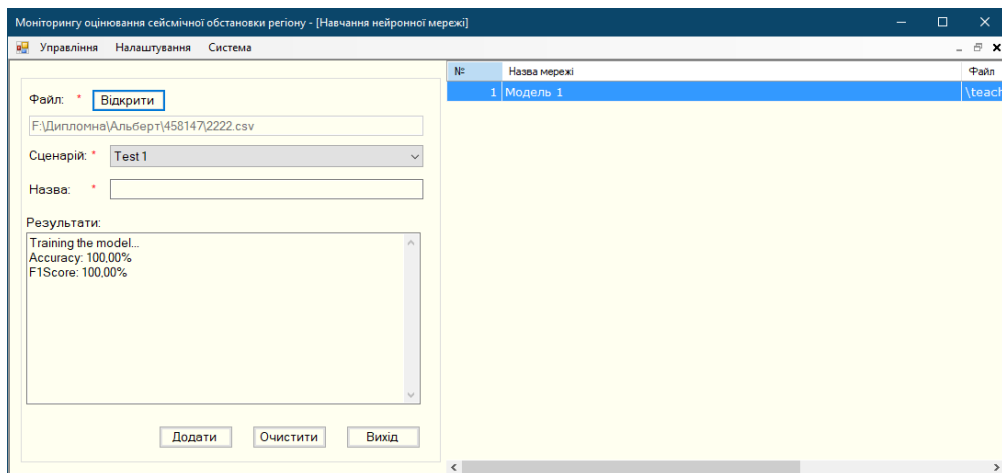 Моніторингу оцінювання сейсмічної обстановки регіону - [Навчання нейронної мережі]
Управління Налаштування Система
Файл: * Відкрити
F:\Дипломна\Альберт\458147\2222.csv
Сценарій: * Test 1
Назва: *
Результати:
Training the model...
Accuracy: 100,00%
F1Score: 100,00%
Додати Очистити Вихід
№ Назва мережі Файл
1 Модель 1 \teach